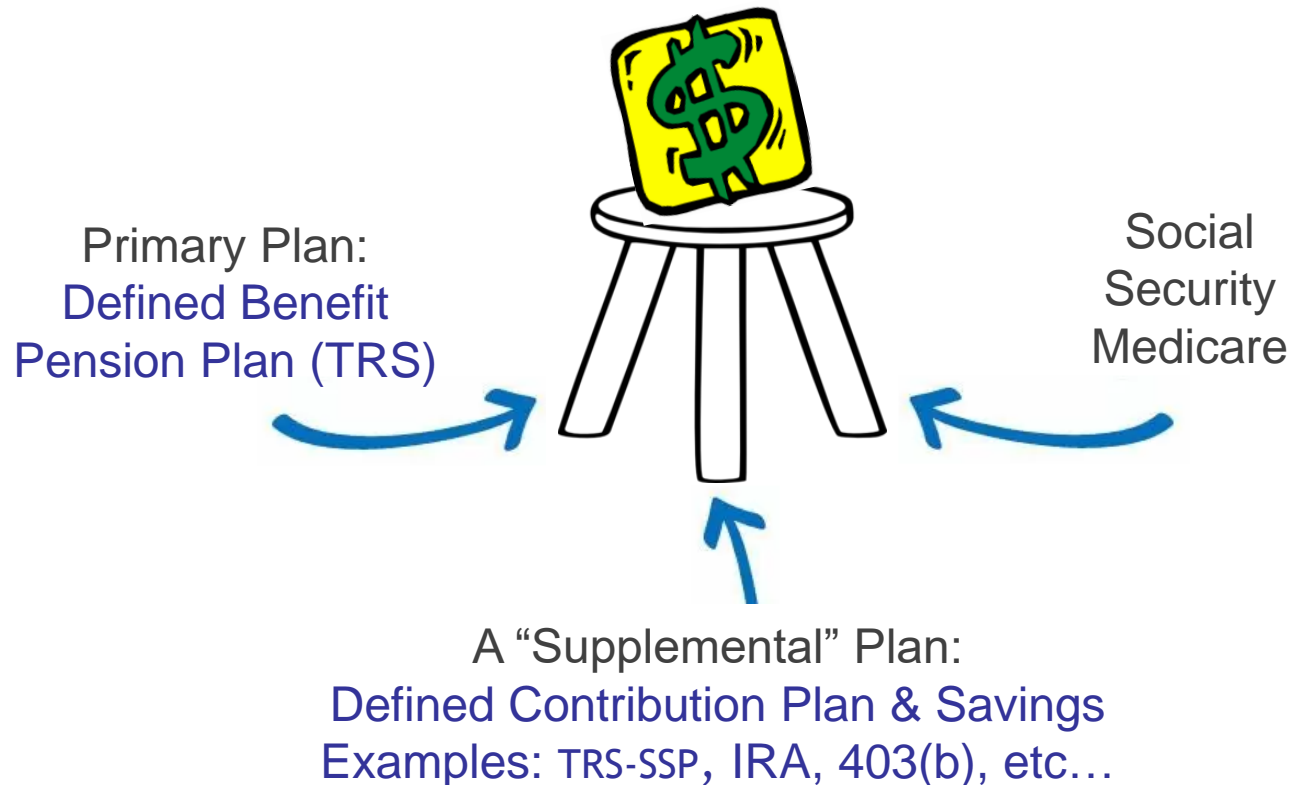 $
Primary Plan:
Defined Benefit
Pension Plan (TRS)
Social
Security
Medicare
A “Supplemental” Plan:
Defined Contribution Plan & Savings
Examples: TRS-SSP, IRA, 403(b), etc…